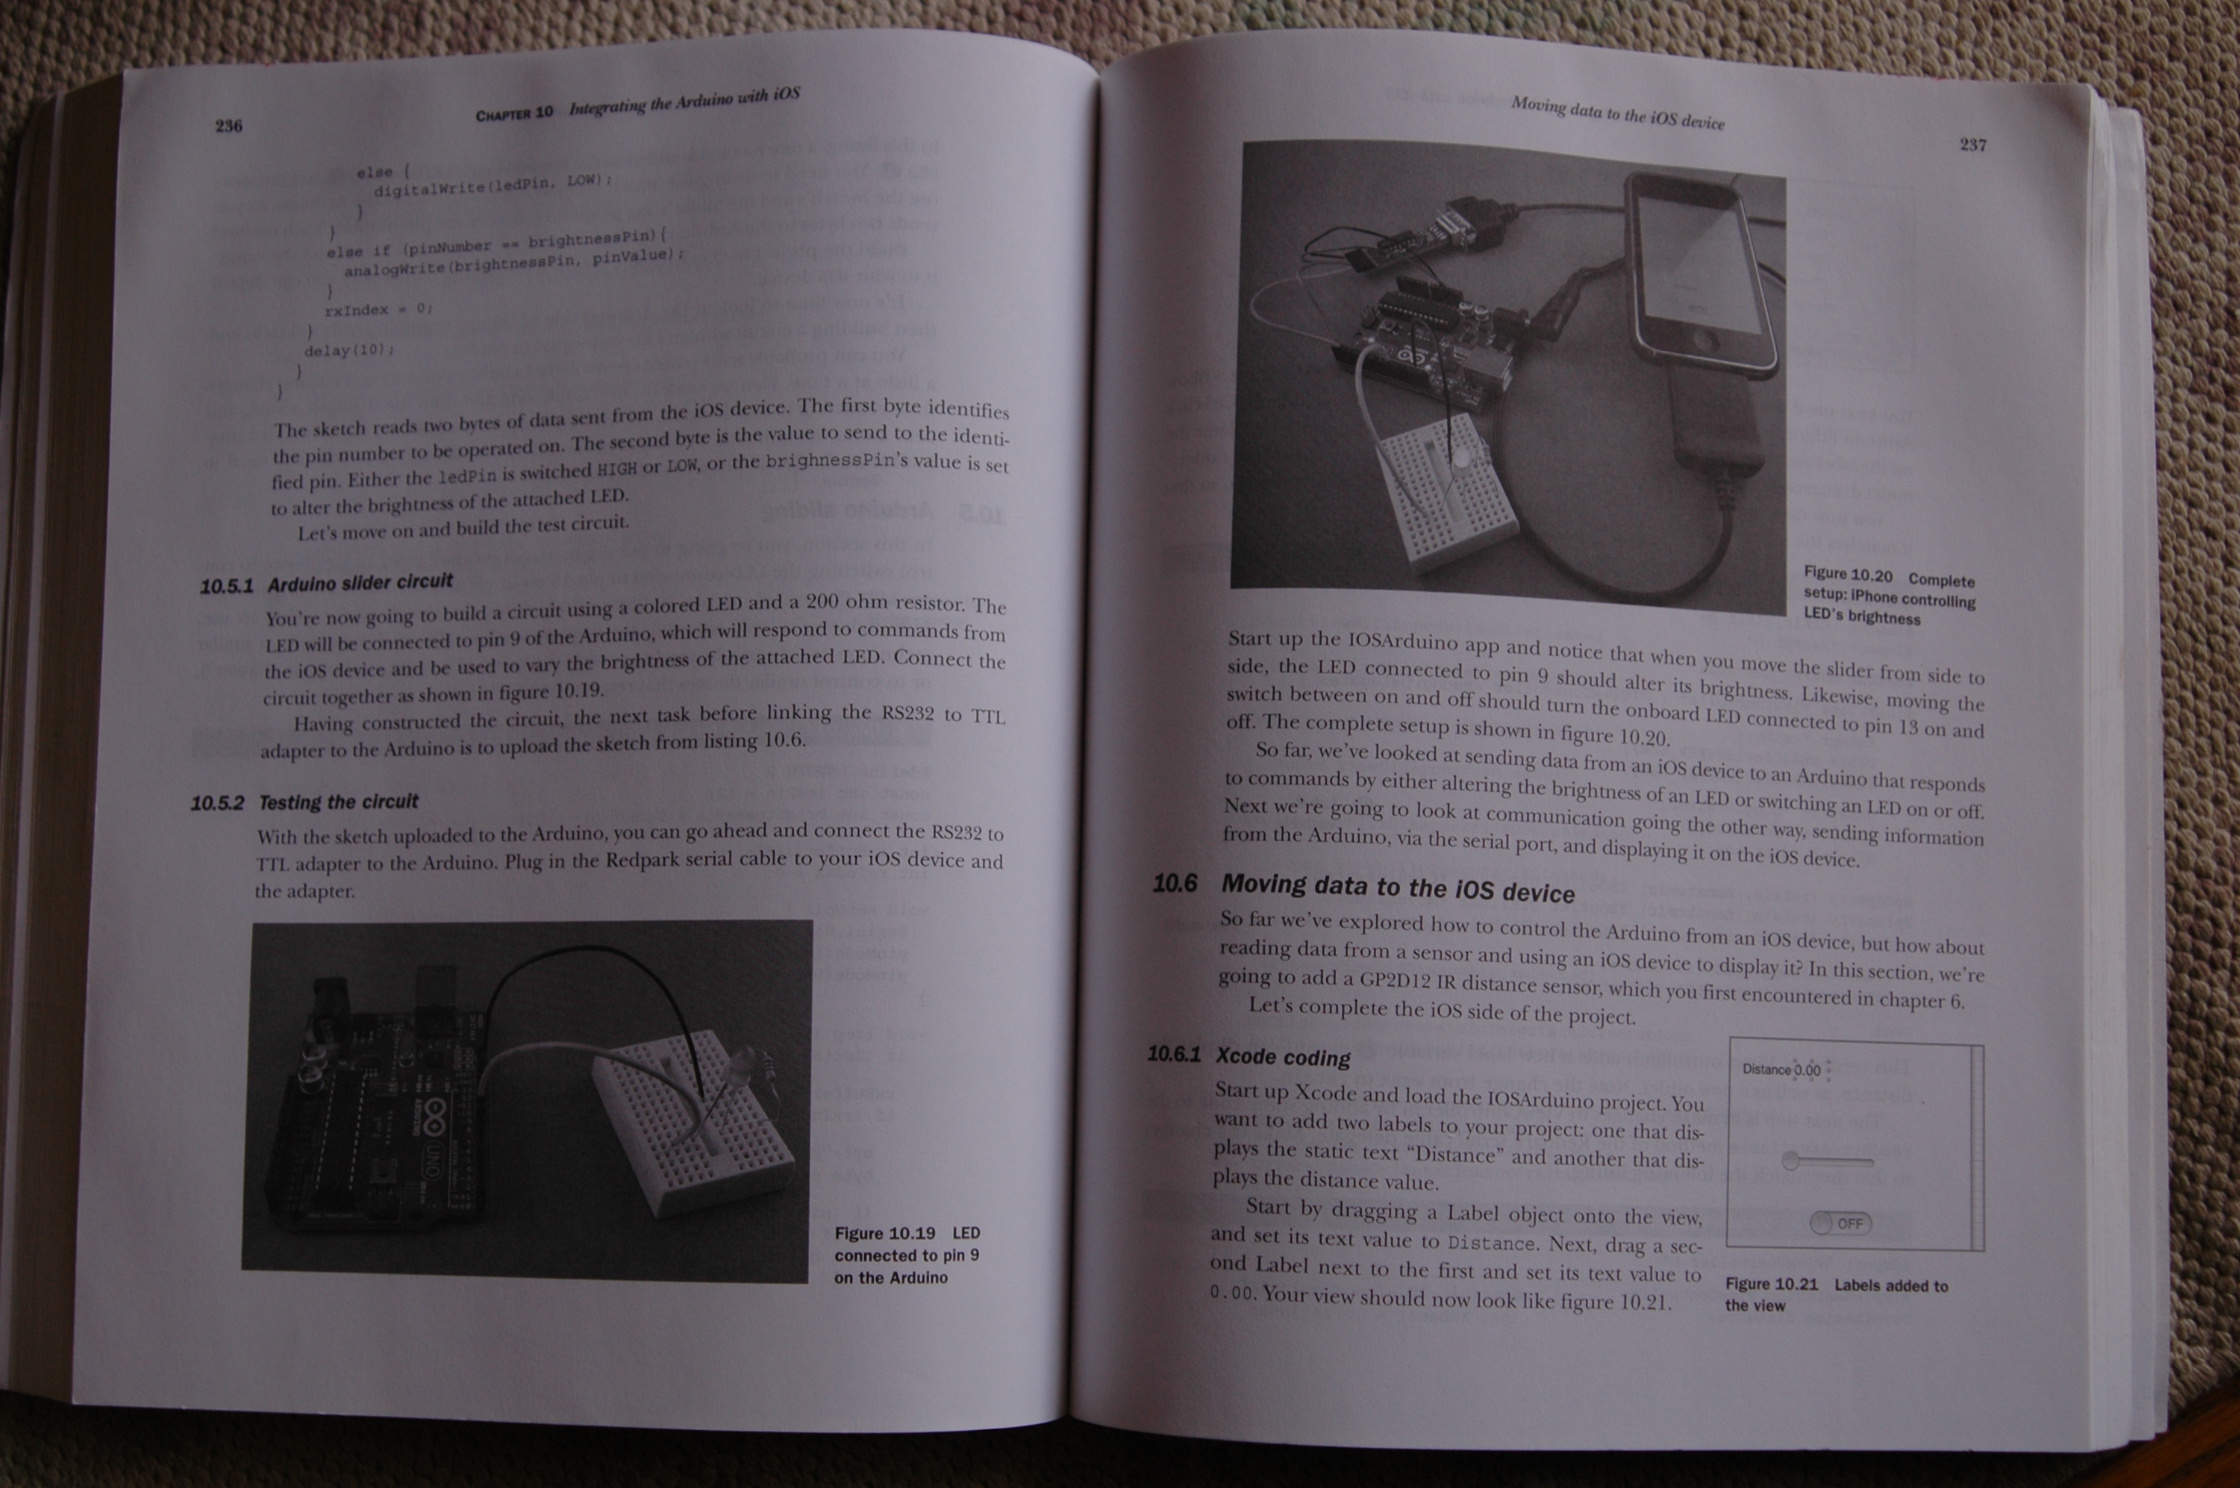 236
CHAPTER 10 Integrating the Arduino with iOS
else {
digitalWrite(ledPin, LOW);
}
}
else if (pinNumber == brightnessPin){
analogWrite(brightnessPin, pinValue);
}
rxIndex = 0;
}
delay(10);
}
}
The sketch reads two bytes of data sent from the iOS device. The first byte identifies
the pin number to be operated on. The second byte is the value to send to the identi-
fied pin. Either the ledPin is switched HIGH or LOW, or the brighnessPin's value is set
to alter the brightness of the attached LED.
Let's move on and build the test circuit.
10.5.1 Arduino slider circuit
You're now going to build a circuit using a colored LED and a 200 ohm resistor. The
LED will be connected to pin 9 of the Arduino, which will respond to commands from
the iOS device and be used to vary the brightness of the attached LED. Connect the
circuit together as shown in figure 10.19.
Having constructed the circuit, the next task before linking the RS232 to TTL
adapter to the Arduino is to upload the sketch from listing 10.6.
10.5.2 Testing the circuit
With the sketch uploaded to the Arduino, you can go ahead and connect the RS232 to
TTL adapter to the Arduino. Plug in the Redpark serial cable to your iOS device and
the adapter.
UNO
ARDUINO
Figure 10.19 LED
connected to pin 9
on the Arduino
Moving data to the iOS device
237
Figure 10.20 Complete
setup: iPhone controlling
LED's brightness
Start up the IOSArduino app and notice that when you move the slider from side to
side, the LED connected to pin 9 should alter its brightness. Likewise, moving the
switch between on and off should turn the onboard LED connected to pin 13 on and
off. The complete setup is shown in figure 10.20.
So far, we've looked at sending data from an iOS device to an Arduino that responds
to commands by either altering the brightness of an LED or switching an LED on or off.
Next we're going to look at communication going the other way, sending information
from the Arduino, via the serial port, and displaying it on the iOS device.
10.6 Moving data to the iOS device
So far we've explored how to control the Arduino from an iOS device, but how about
reading data from a sensor and using an iOS device to display it? In this section, we're
going to add a GP2D12 IR distance sensor, which you first encountered in chapter 6.
Let's complete the iOS side of the project.
10.6.1 Xcode coding
Start up Xcode and load the IOSArduino project. You
want to add two labels to your project: one that dis-
plays the static text “Distance” and another that dis-
plays the distance value.
Start by dragging a Label object onto the view,
and set its text value to Distance. Next, drag a sec-
ond Label next to the first and set its text value to
0.00. Your view should now look like figure 10.21.
Distance 0.00
OFF
Figure 10.21 Labels added to
the view